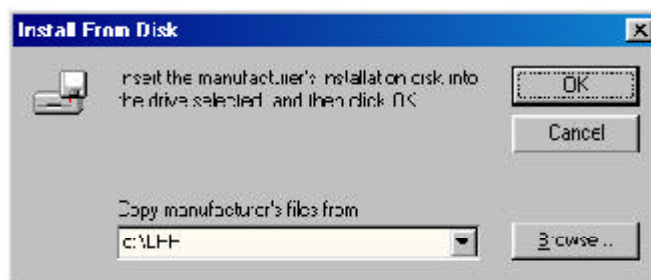 Install From Disk
Insert the manufacturer's installation disk into
the drive selected, and then click OK
OK
Cancel
Copy manufacturer's files from
Browse...